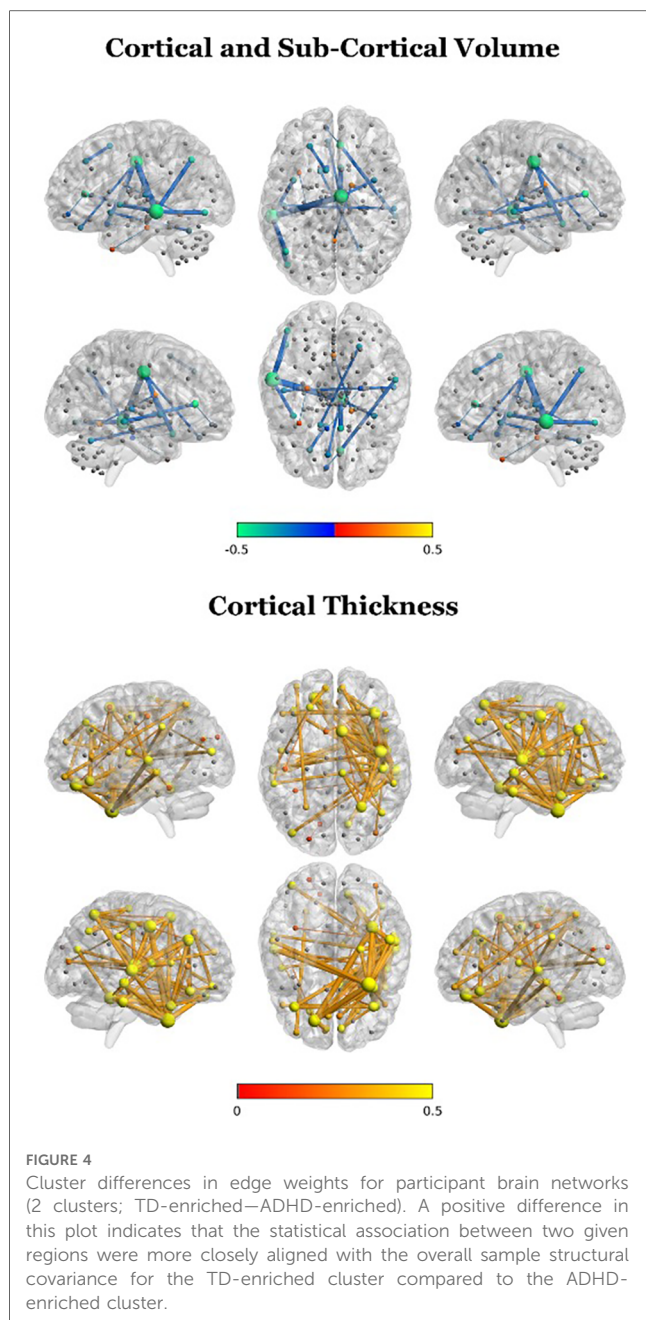 Cortical and Sub-Cortical Volume
-0.5 0.5
Cortical Thickness
0 0.5
FIGURE 4
Cluster differences in edge weights for participant brain networks
(2 clusters; TD-enriched—ADHD-enriched). A positive difference in
this plot indicates that the statistical association between two given
regions were more closely aligned with the overall sample structural
covariance for the TD-enriched cluster compared to the ADHD-
enriched cluster.